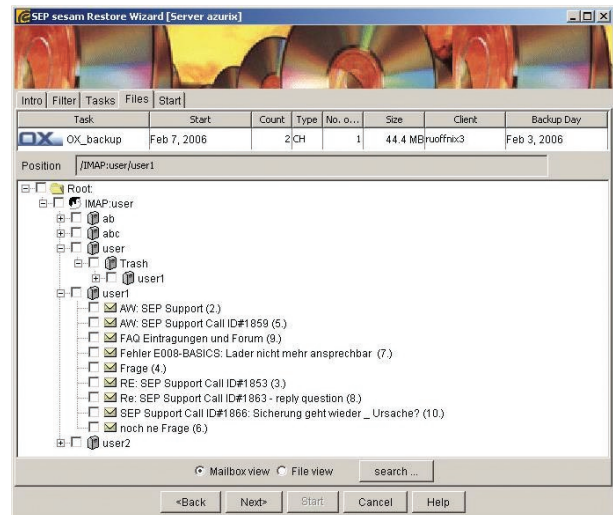 SEP sesam Restore Wizard [Server azurix]
Intro Filter Tasks Files Start
Task Start Count Type No. o... Size Client Backup Day
OX OX_backup Feb 7, 2006 2 CH 1 44.4 MB ruoffnix3 Feb 3, 2006
Position /IMAP:user/user1
Root:
IMAP:user
ab
abc
user
Trash
user1
user1
AW: SEP Support (2.)
AW: SEP Support Call ID#1859 (5.)
FAQ Eintragungen und Forum (9.)
Fehler E008-BASICS: Lader nicht mehr ansprechbar (7.)
Frage (4.)
RE: SEP Support Call ID#1853 (3.)
Re: SEP Support Call ID#1863 - reply question (8.)
SEP Support Call ID#1866: Sicherung geht wieder _ Ursache? (10.)
noch ne Frage (6.)
user2
Mailbox view File view search ...
<Back Next> Start Cancel Help